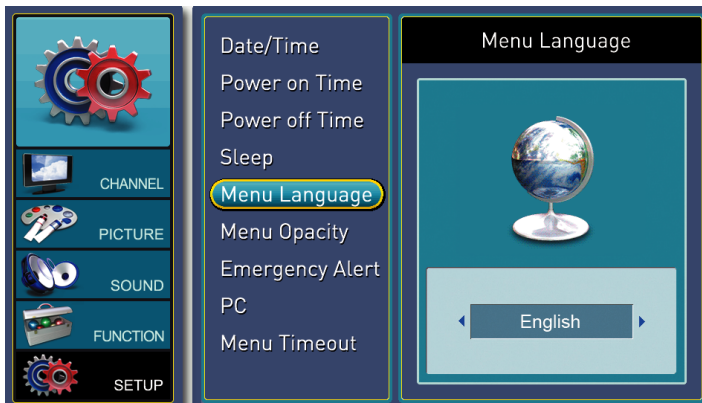 CHANNEL
PICTURE
SOUND
FUNCTION
SETUP
Date/Time
Power on Time
Power off Time
Sleep
Menu Language
Menu Opacity
Emergency Alert
PC
Menu Timeout
Menu Language
English